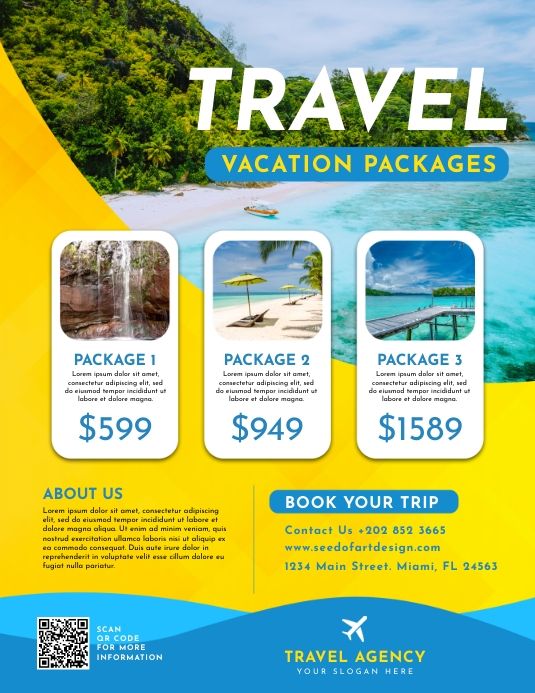 TRAVEL
VACATION PACKAGES
PACKAGE 1
Lorem ipsum dolor sit amet,
consectetur adipiscing elit, sed
do eiusmod tempor incididunt ut
labore et dolore magna.
$599
PACKAGE 2
Lorem ipsum dolor sit amet,
consectetur adipiscing elit, sed
do eiusmod tempor incididunt ut
labore et dolore magna.
$949
PACKAGE 3
Lorem ipsum dolor sit amet,
consectetur adipiscing elit, sed
do eiusmod tempor incididunt ut
labore et dolore magna.
$1589
ABOUT US
Lorem ipsum dolor sit amet, consectetur adipiscing
elit, sed do eiusmod tempor incididunt ut labore et
dolore magna aliqua. Ut enim ad minim veniam, quis
nostrud exercitation ullamco laboris nisi ut aliquip ex
ea commodo consequat. Duis aute irure dolor in
reprehenderit in voluptate velit esse cillum dolore eu
fugiat nulla pariatur.
BOOK YOUR TRIP
Contact Us +202 852 3665
www.seedofartdesign.com
1234 Main Street. Miami, FL 24563
SCAN
QR CODE
FOR MORE
INFORMATION
TRAVEL AGENCY
YOUR SLOGAN HERE